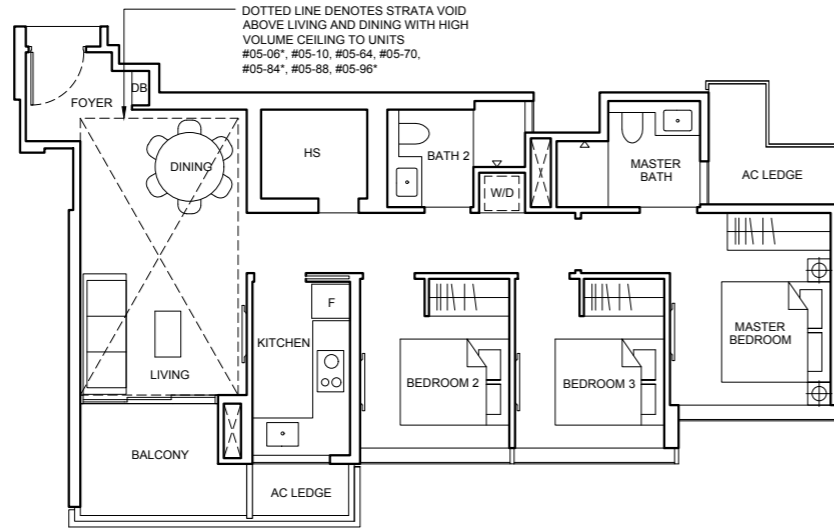 DOTTED LINE DENOTES STRATA VOID
ABOVE LIVING AND DINING WITH HIGH
VOLUME CEILING TO UNITS
#05-06*, #05-10, #05-64, #05-70,
#05-84*, #05-88, #05-96*
DB
FOYER
DINING
HS
BATH 2
W/D
MASTER
BATH
AC LEDGE
F
KITCHEN
LIVING
BEDROOM 2
BEDROOM 3
MASTER
BEDROOM
BALCONY
AC LEDGE